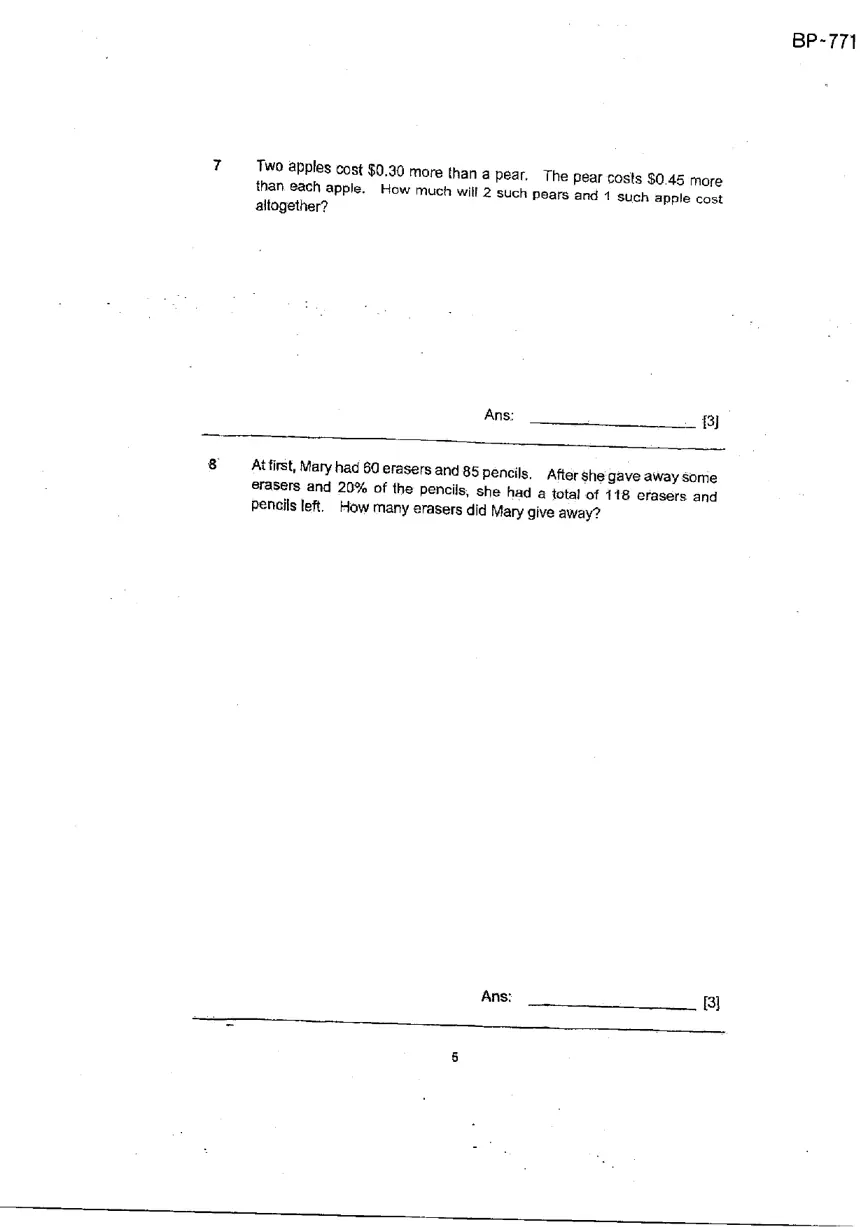 BP-771
7 Two apples cost $0.30 more than a pear. The pear costs $0.45 more
than each apple. How much will 2 such pears and 1 such apple cost
altogether?
Ans: [3]
8 At first, Mary had 60 erasers and 85 pencils. After she gave away some
erasers and 20% of the pencils, she had a total of 118 erasers and
pencils left. How many erasers did Mary give away?
Ans: [3]
5